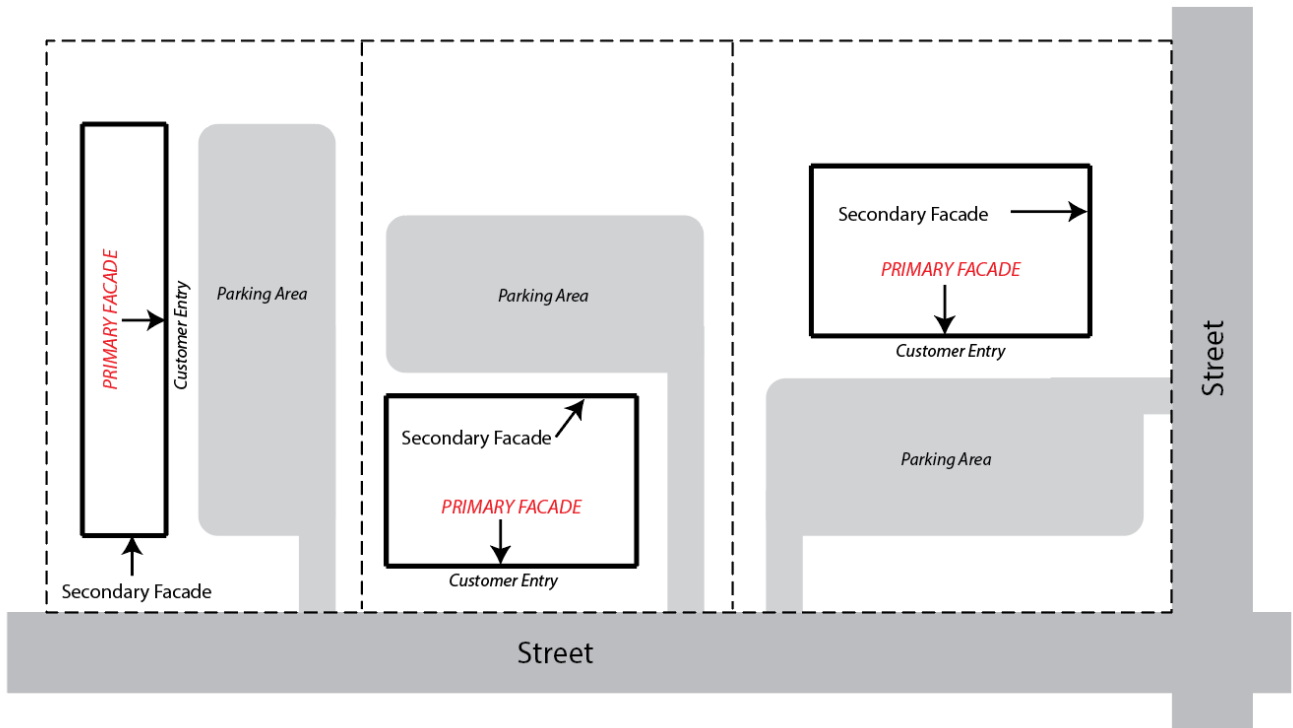 PRIMARY FACADE
Customer Entry
Parking Area
Secondary Facade
Parking Area
Secondary Facade
PRIMARY FACADE
Customer Entry
Secondary Facade
PRIMARY FACADE
Customer Entry
Parking Area
Street
Street